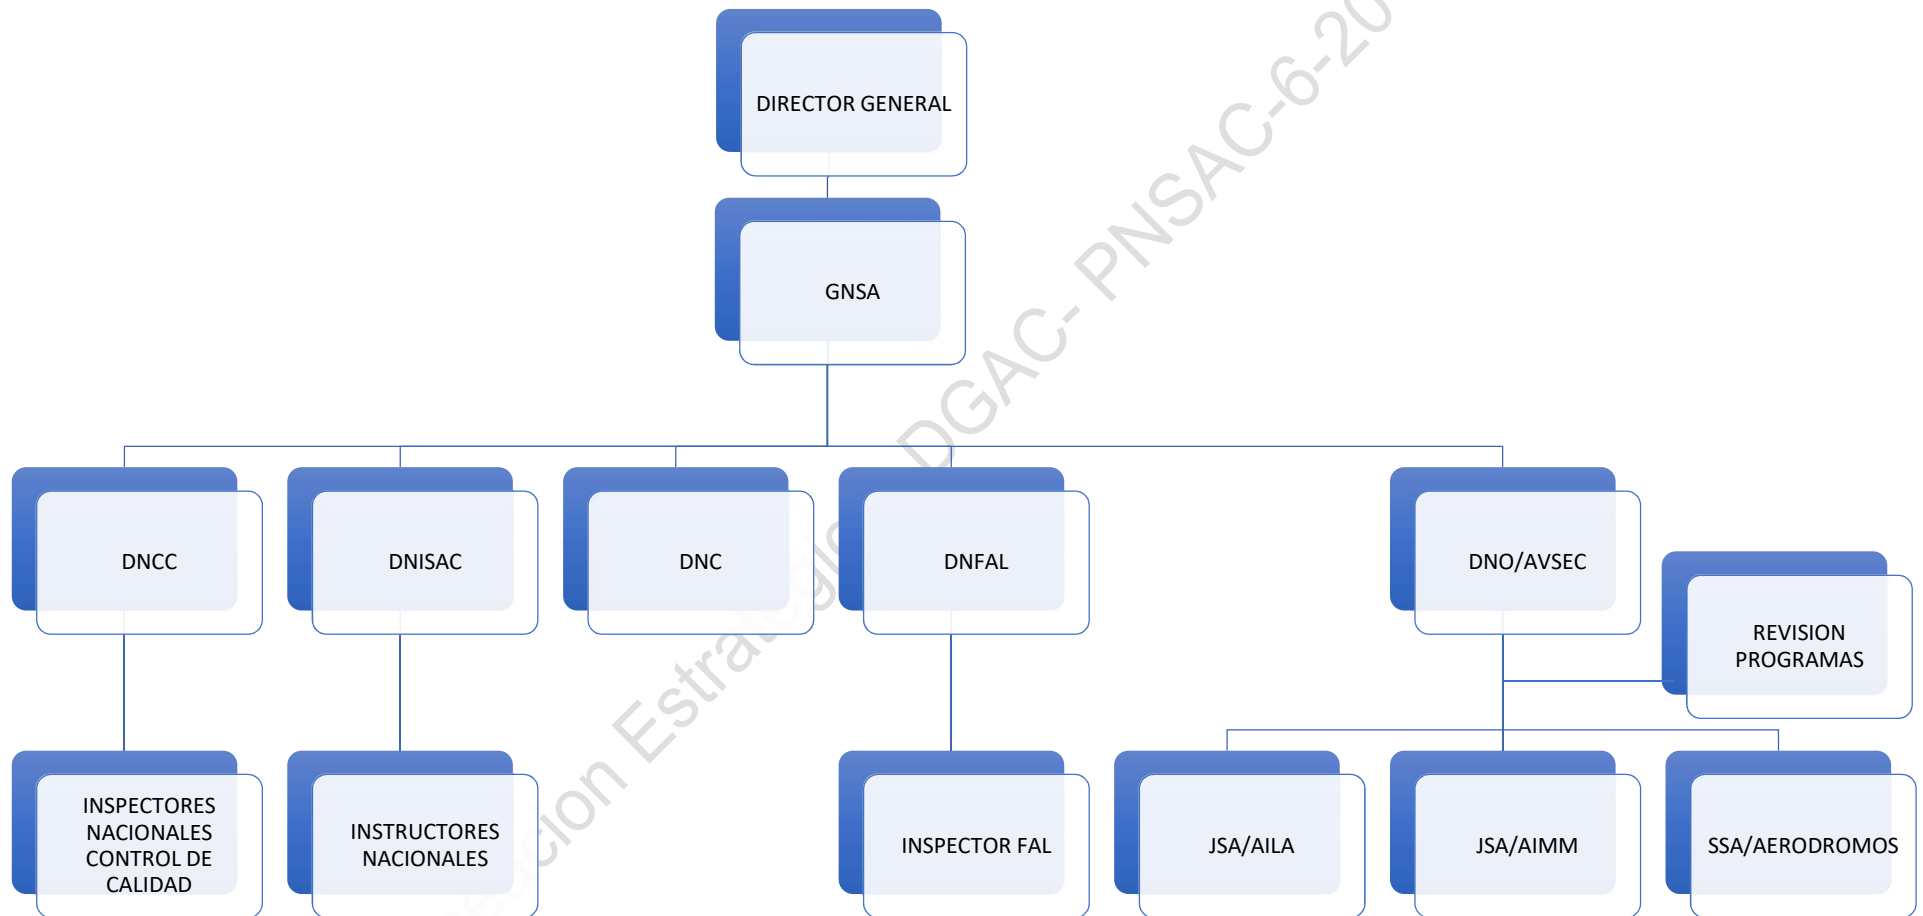 DIRECTOR GENERAL
GNSA
DNCC
DNISAC
DNC
DNFAL
DNO/AVSEC
REVISION
PROGRAMAS
INSPECTORES
NACIONALES
CONTROL DE
CALIDAD
INSTRUCTORES
NACIONALES
INSPECTOR FAL
JSA/AILA
JSA/AIMM
SSA/AERODROMOS
DGAC- PNSAC-6-20